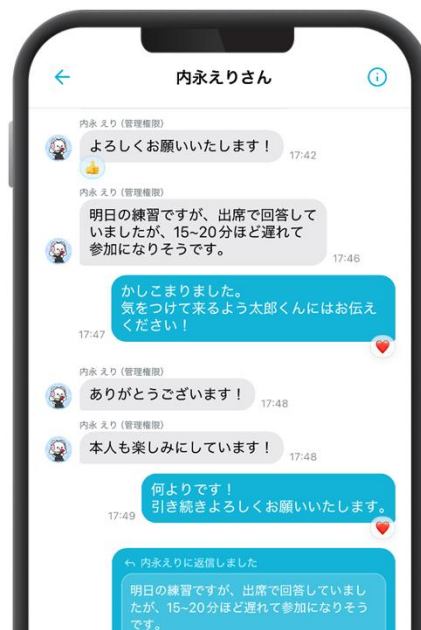 内永えりさん
内永 えり (管理権限)
よろしくお願いいたします！
17:42
内永 えり (管理権限)
明日の練習ですが、出席で回答して
いましたが、15~20分ほど遅れて
参加になりそうです。
17:46
かしこまりました。
気をつけて来るよう太郎くんにはお伝え
ください！
17:47
内永 えり (管理権限)
ありがとうございます！
17:48
内永 えり (管理権限)
本人も楽しみにしています！
17:48
何よりです！
引き続きよろしくお願いいたします。
17:49
内永えりに返信しました
明日の練習ですが、出席で回答していまし
たが、15~20分ほど遅れて参加になりそう
です。